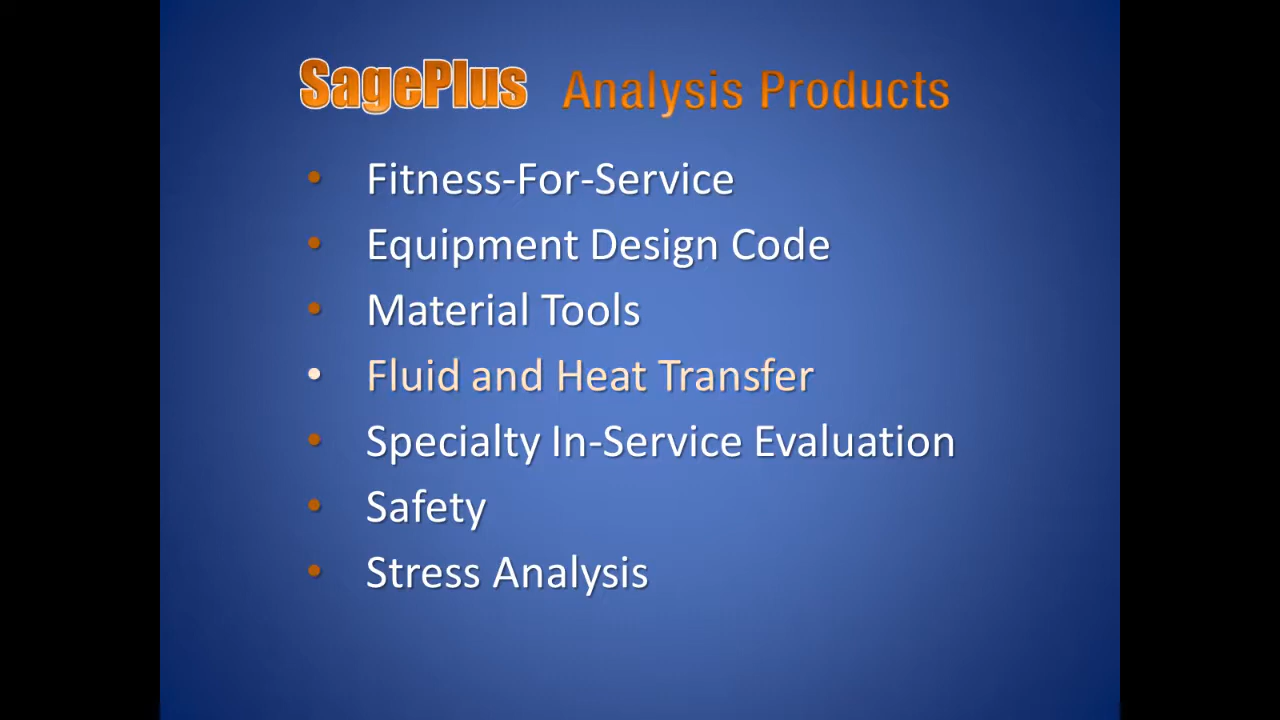 SagePlus Analysis Products
• Fitness-For-Service
• Equipment Design Code
• Material Tools
• Fluid and Heat Transfer
• Specialty In-Service Evaluation
• Safety
• Stress Analysis